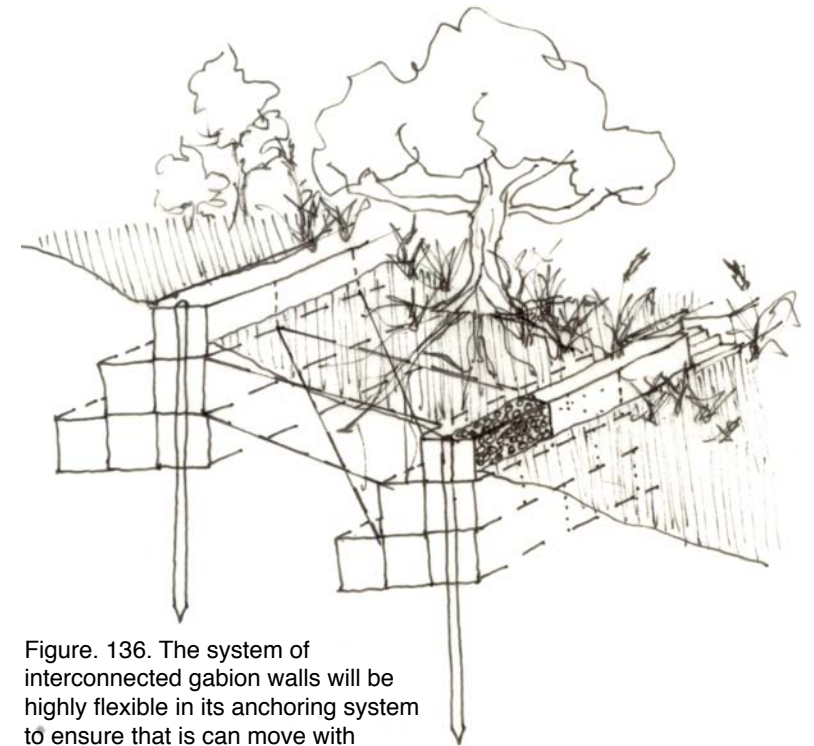 Figure. 136. The system of
interconnected gabion walls will be
highly flexible in its anchoring system
to ensure that is can move with